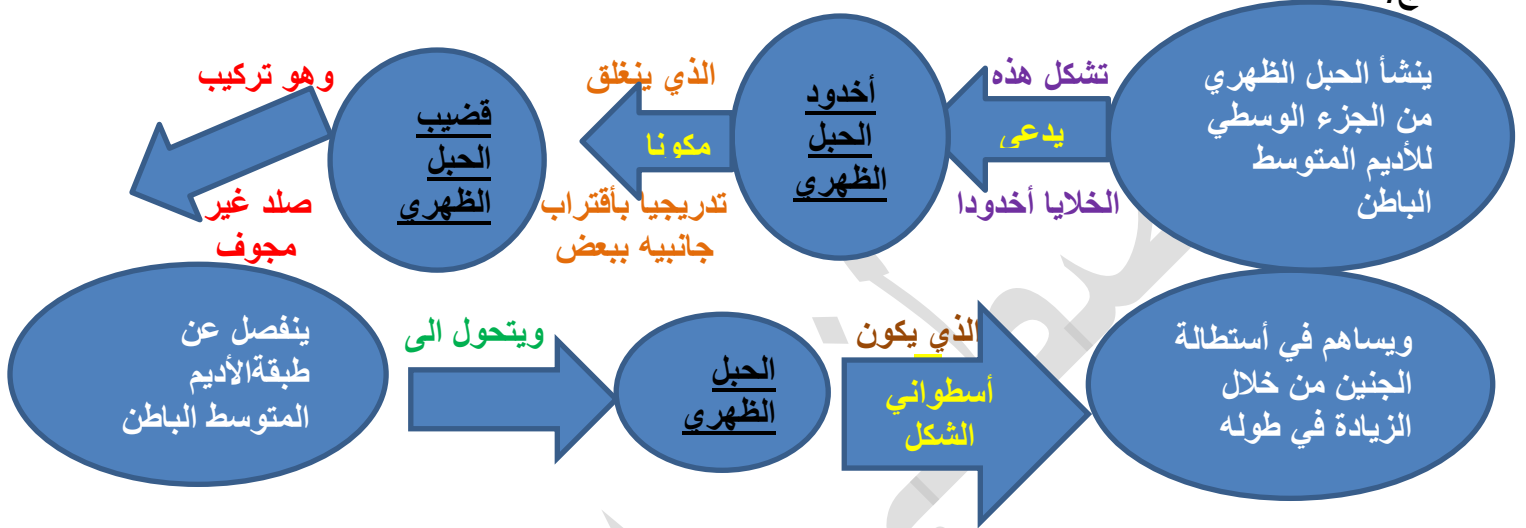 ينشأ الحبل الظهري
من الجزء الوسطي
للأديم المتوسط
الباطن
تشكل هذه
يدعى
الخلايا أخدودا
أخدود
الحبل
الظهري
الذي ينغلق
مكونا
تدريجيا بأقتراب
جانبيه ببعض
قضيب
الحبل
الظهري
وهو تركيب
صلد غير
مجوف
ينفصل عن
طبقةالأديم
المتوسط الباطن
ويتحول الى
الحبل
الظهري
الذي يكون
أسطواني
الشكل
ويساهم في أستطالة
الجنين من خلال
الزيادة في طوله